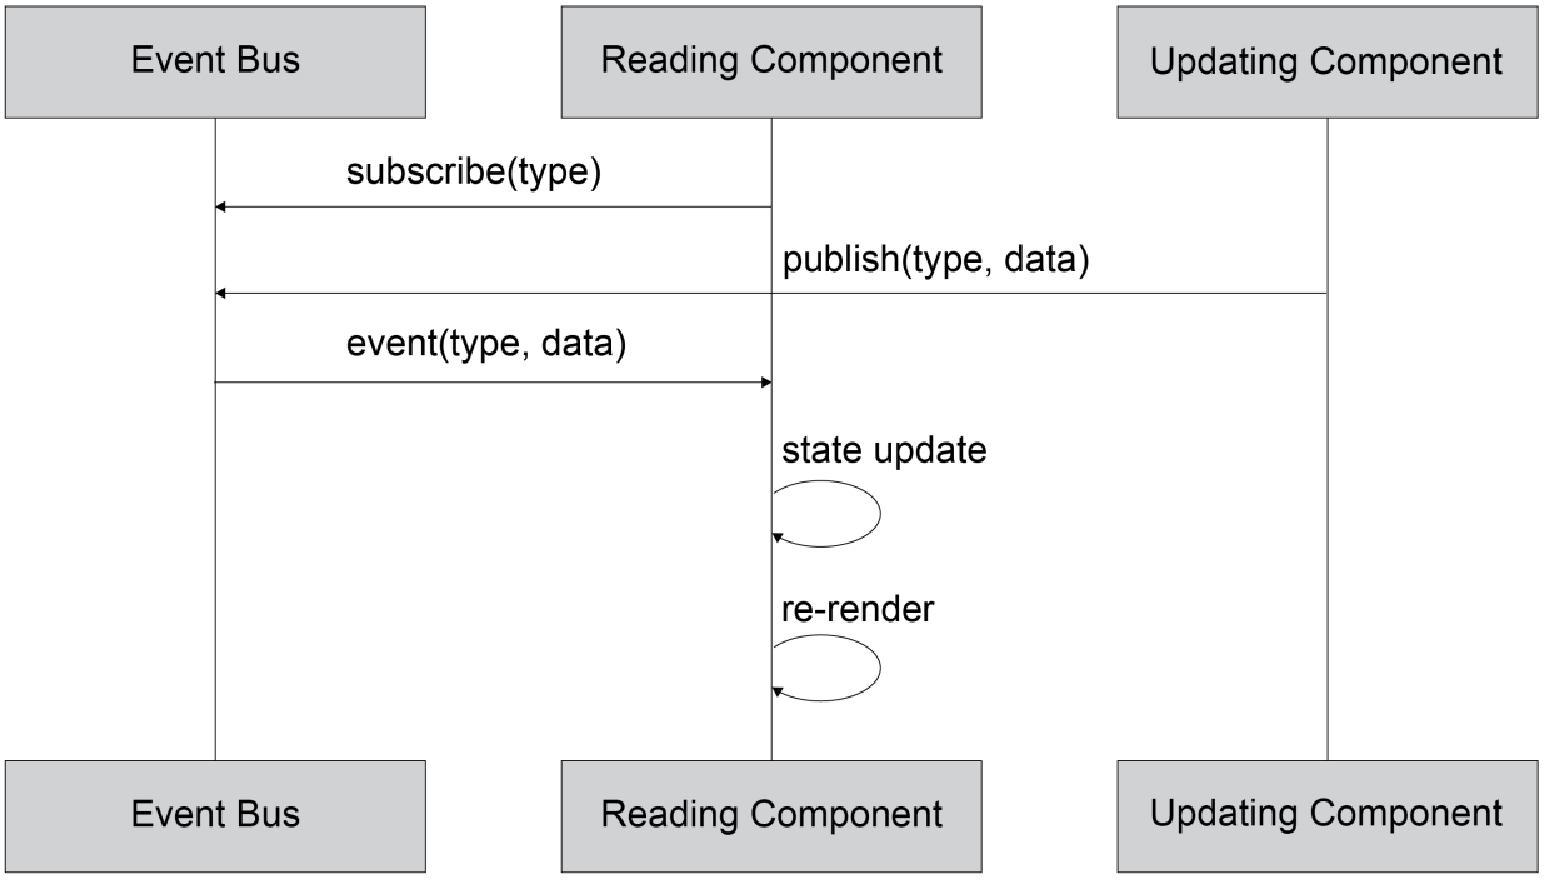 Event Bus
Reading Component
Updating Component
subscribe(type)
publish(type, data)
event(type, data)
state update
re-render
Event Bus
Reading Component
Updating Component